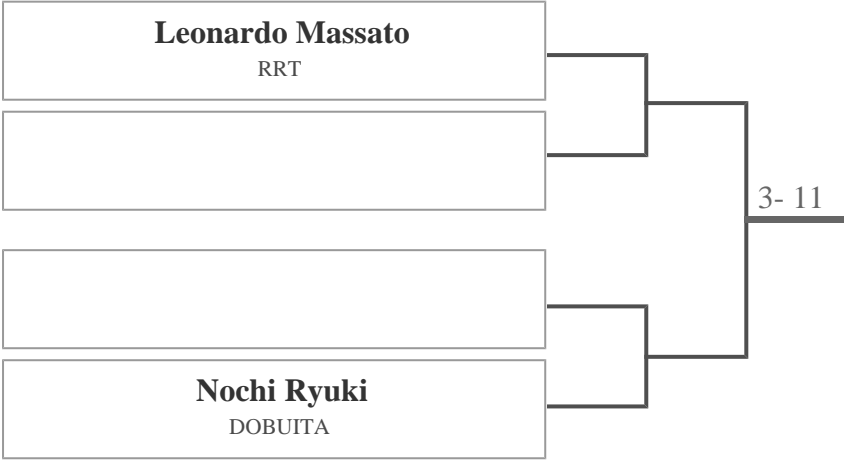 Leonardo Massato
RRT
3- 11
Nochi Ryuki
DOBUITA